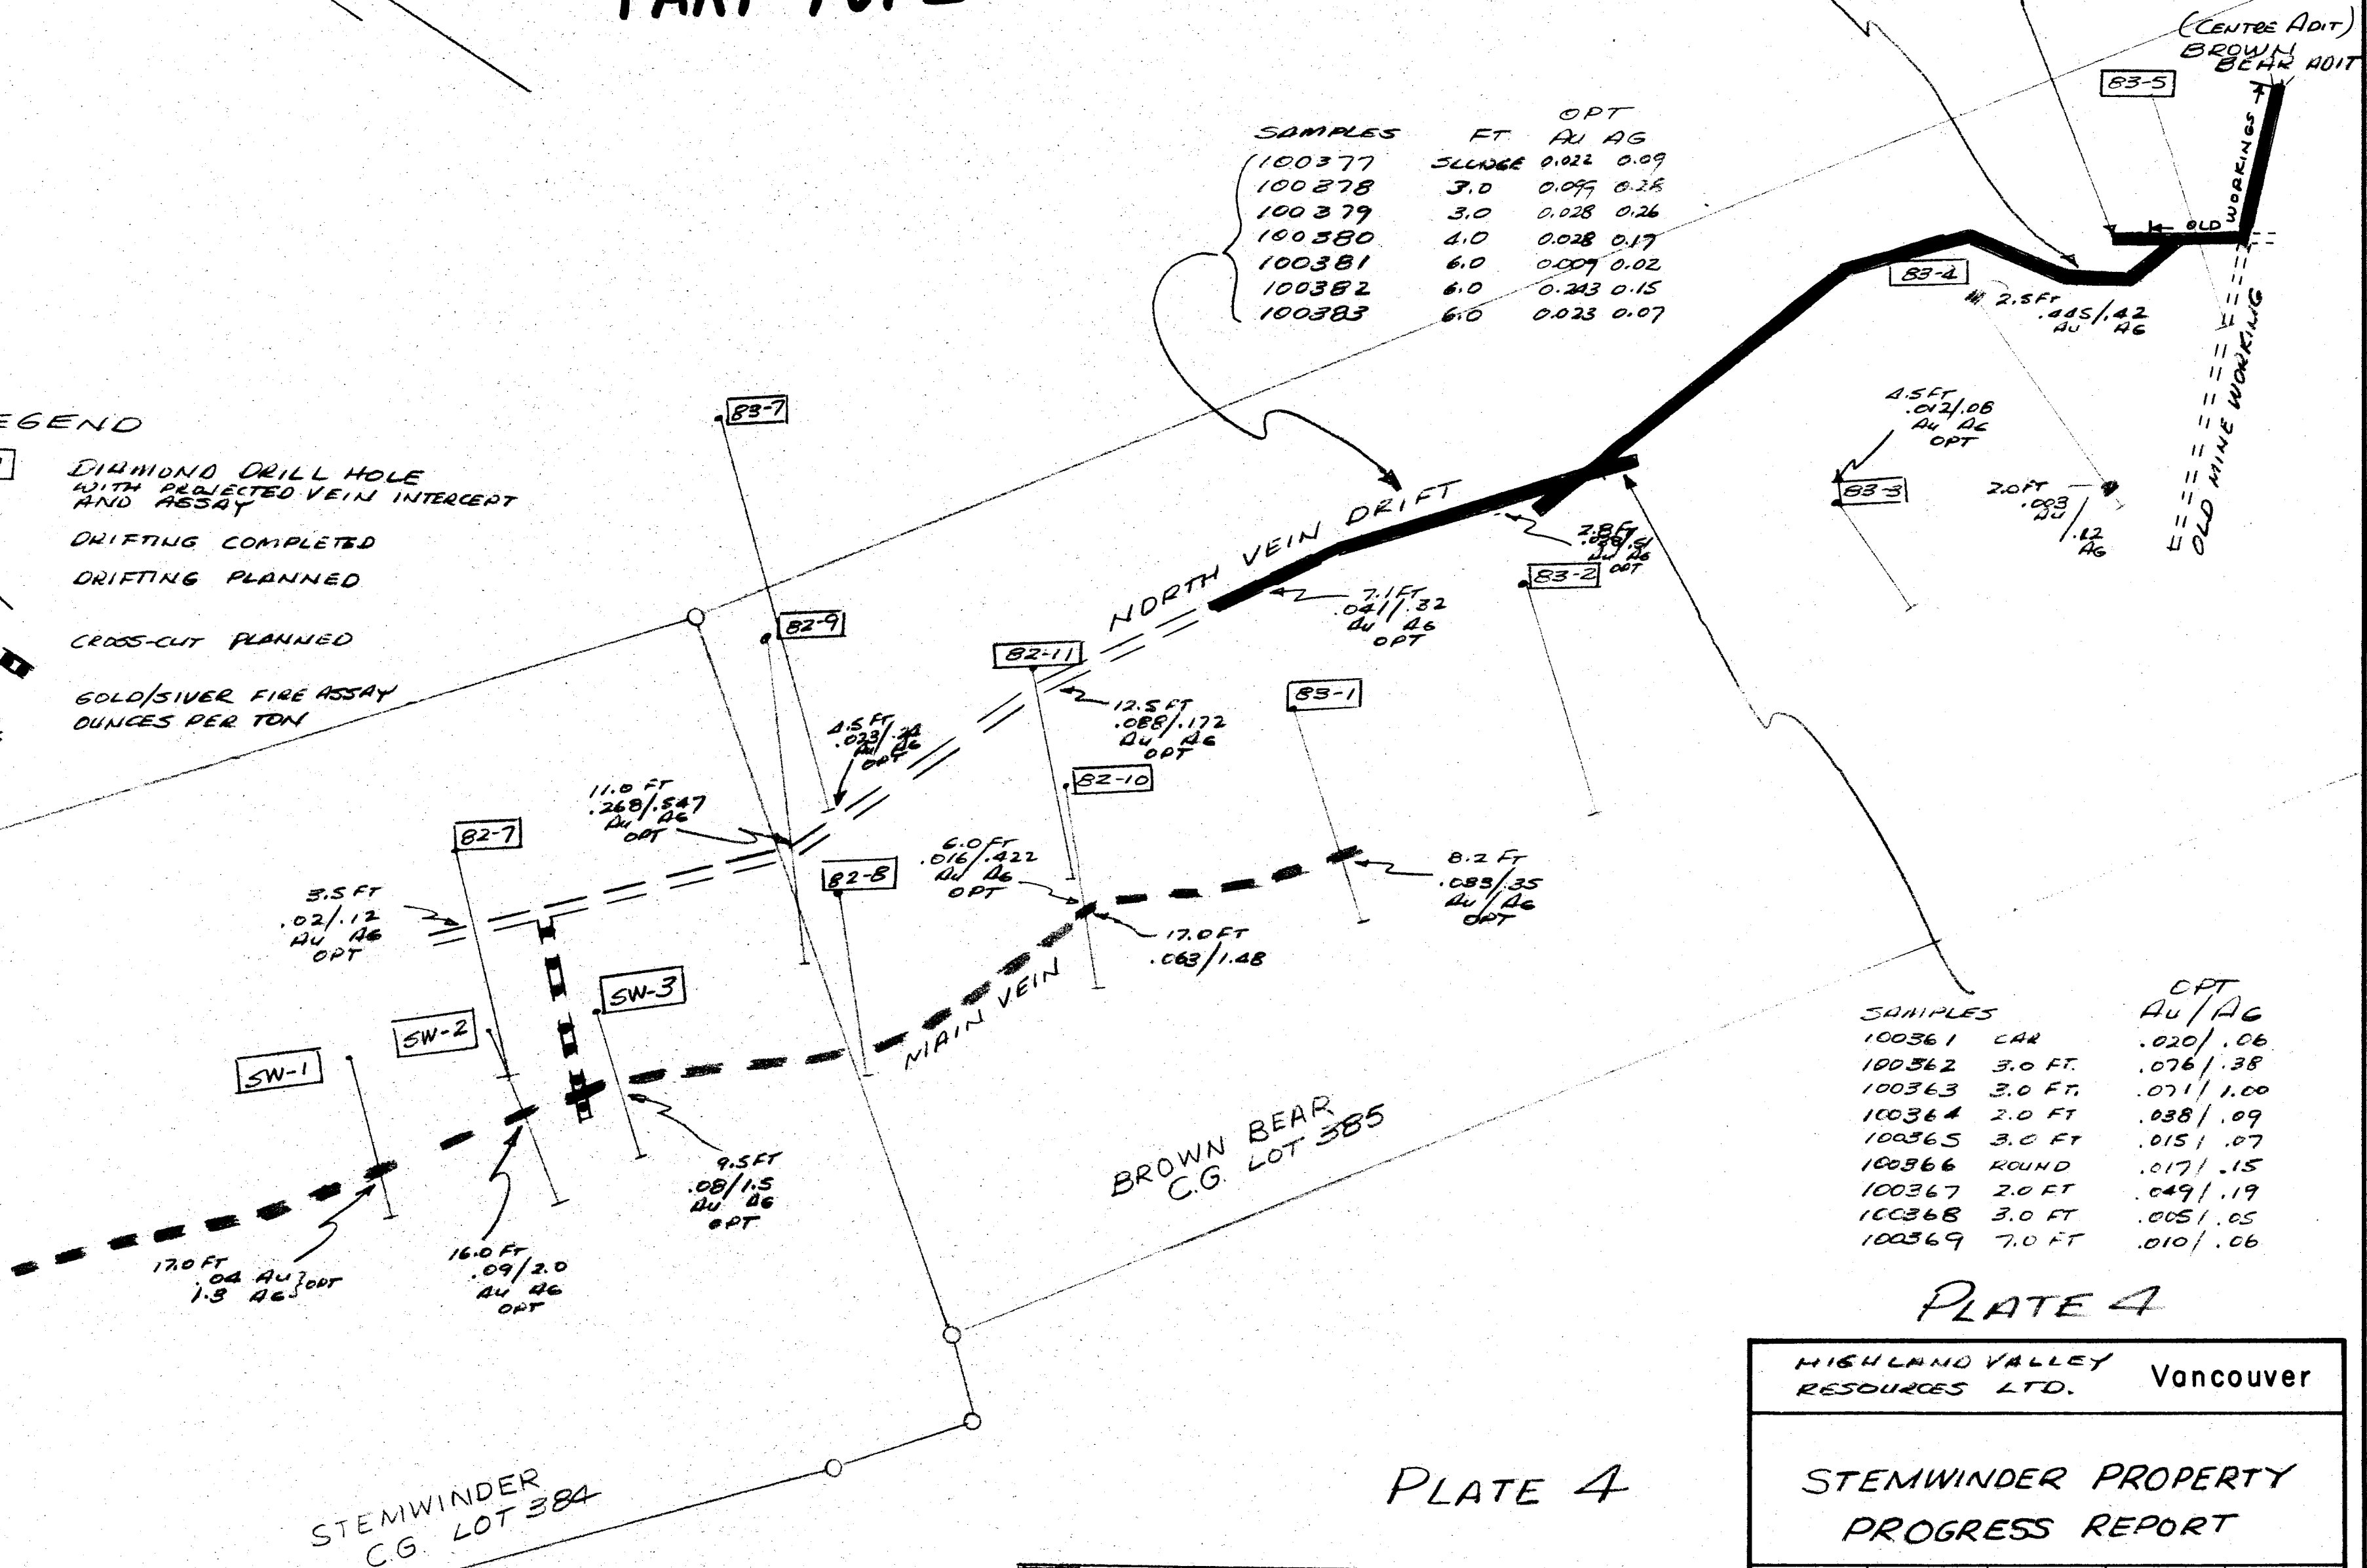 (CENTRE ADIT)
BROWN
BEAR ADIT
83-5
WORKINGS
OLD
OPT
SAMPLES FT AU AG
100377 SLUDGE 0.022 0.09
100378 3.0
100379 3.0 0.028 0.26
100380 4.0 0.028 0.17
100381 6.0 0.009 0.02
100382 6.0 0.243 0.15
100383 6.0 0.023 0.07
83-4
2.5 FT
.445/.42
AU AG
OLD MINE WORKING
4.5 FT
.012/.08
AU AG
OPT
83-3
2.0 FT
.003
AU
/.12
AG
83-7
EGEND
DIAMOND DRILL HOLE
WITH PROJECTED VEIN INTERCEPT
AND ASSAY
DRIFTING COMPLETED
DRIFTING PLANNED
CROSS-CUT PLANNED
GOLD/SIVER FIRE ASSAY
OUNCES PER TON
NORTH VEIN DRIFT
2.8 FT
AU AG
OPT
83-2
7.1 FT
.041/.32
AU AG
OPT
82-9
82-11
83-1
12.5 FT
.088/.172
AU AG
OPT
4.5 FT
AU AG
OPT
82-10
11.0 FT
.268/.547
AU AG
OPT
82-7
6.0 FT
.016/.422
AU AG
OPT
82-8
8.2 FT
.083/.35
AU/AG
OPT
3.5 FT
.02/.12
AU AG
OPT
17.0 FT
.063/1.48
MAIN VEIN
SW-3
SW-2
SW-1
9.5 FT
.08/1.5
AU AG
OPT
17.0 FT
.04 AU
1.3 AG } OPT
16.0 FT
.09/2.0
AU AG
OPT
BROWN BEAR
C.G. LOT 385
OPT
SAMPLES AU/AG
100361 CAR .020/.06
100362 3.0 FT. .076/.38
100363 3.0 FT. .071/1.00
100364 2.0 FT .038/.09
100365 3.0 FT .015/.07
100366 ROUND .017/.15
100367 2.0 FT .049/.19
100368 3.0 FT .005/.05
100369 7.0 FT .010/.06
PLATE 4
HIGHLAND VALLEY
RESOURCES LTD. Vancouver
STEMWINDER PROPERTY
PROGRESS REPORT
PLATE 4
STEMWINDER
C.G. LOT 384